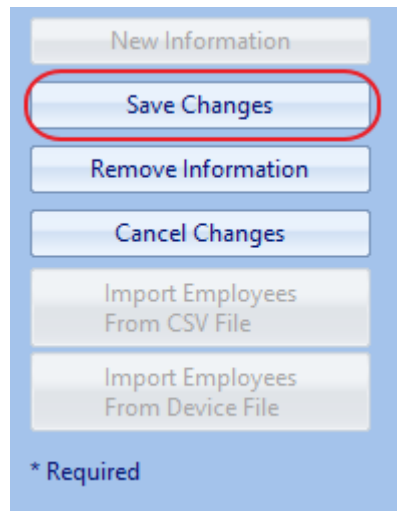 New Information
Save Changes
Remove Information
Cancel Changes
Import Employees
From CSV File
Import Employees
From Device File
* Required